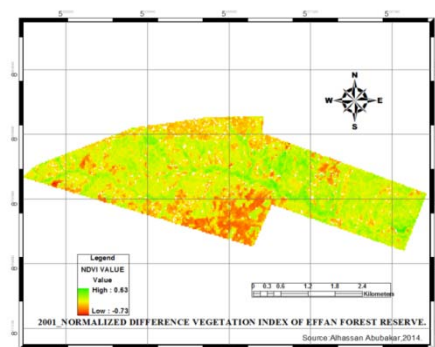 N
W E
S
Legend
NDVI VALUE
Value
High : 0.63
Low : -0.73
0 0.3 0.6 1.2 1.8 2.4
Kilometers
2001_NORMALIZED DIFFERENCE VEGETATION INDEX OF EFFAN FOREST RESERVE.
Source:Alhassan Abubakar,2014.